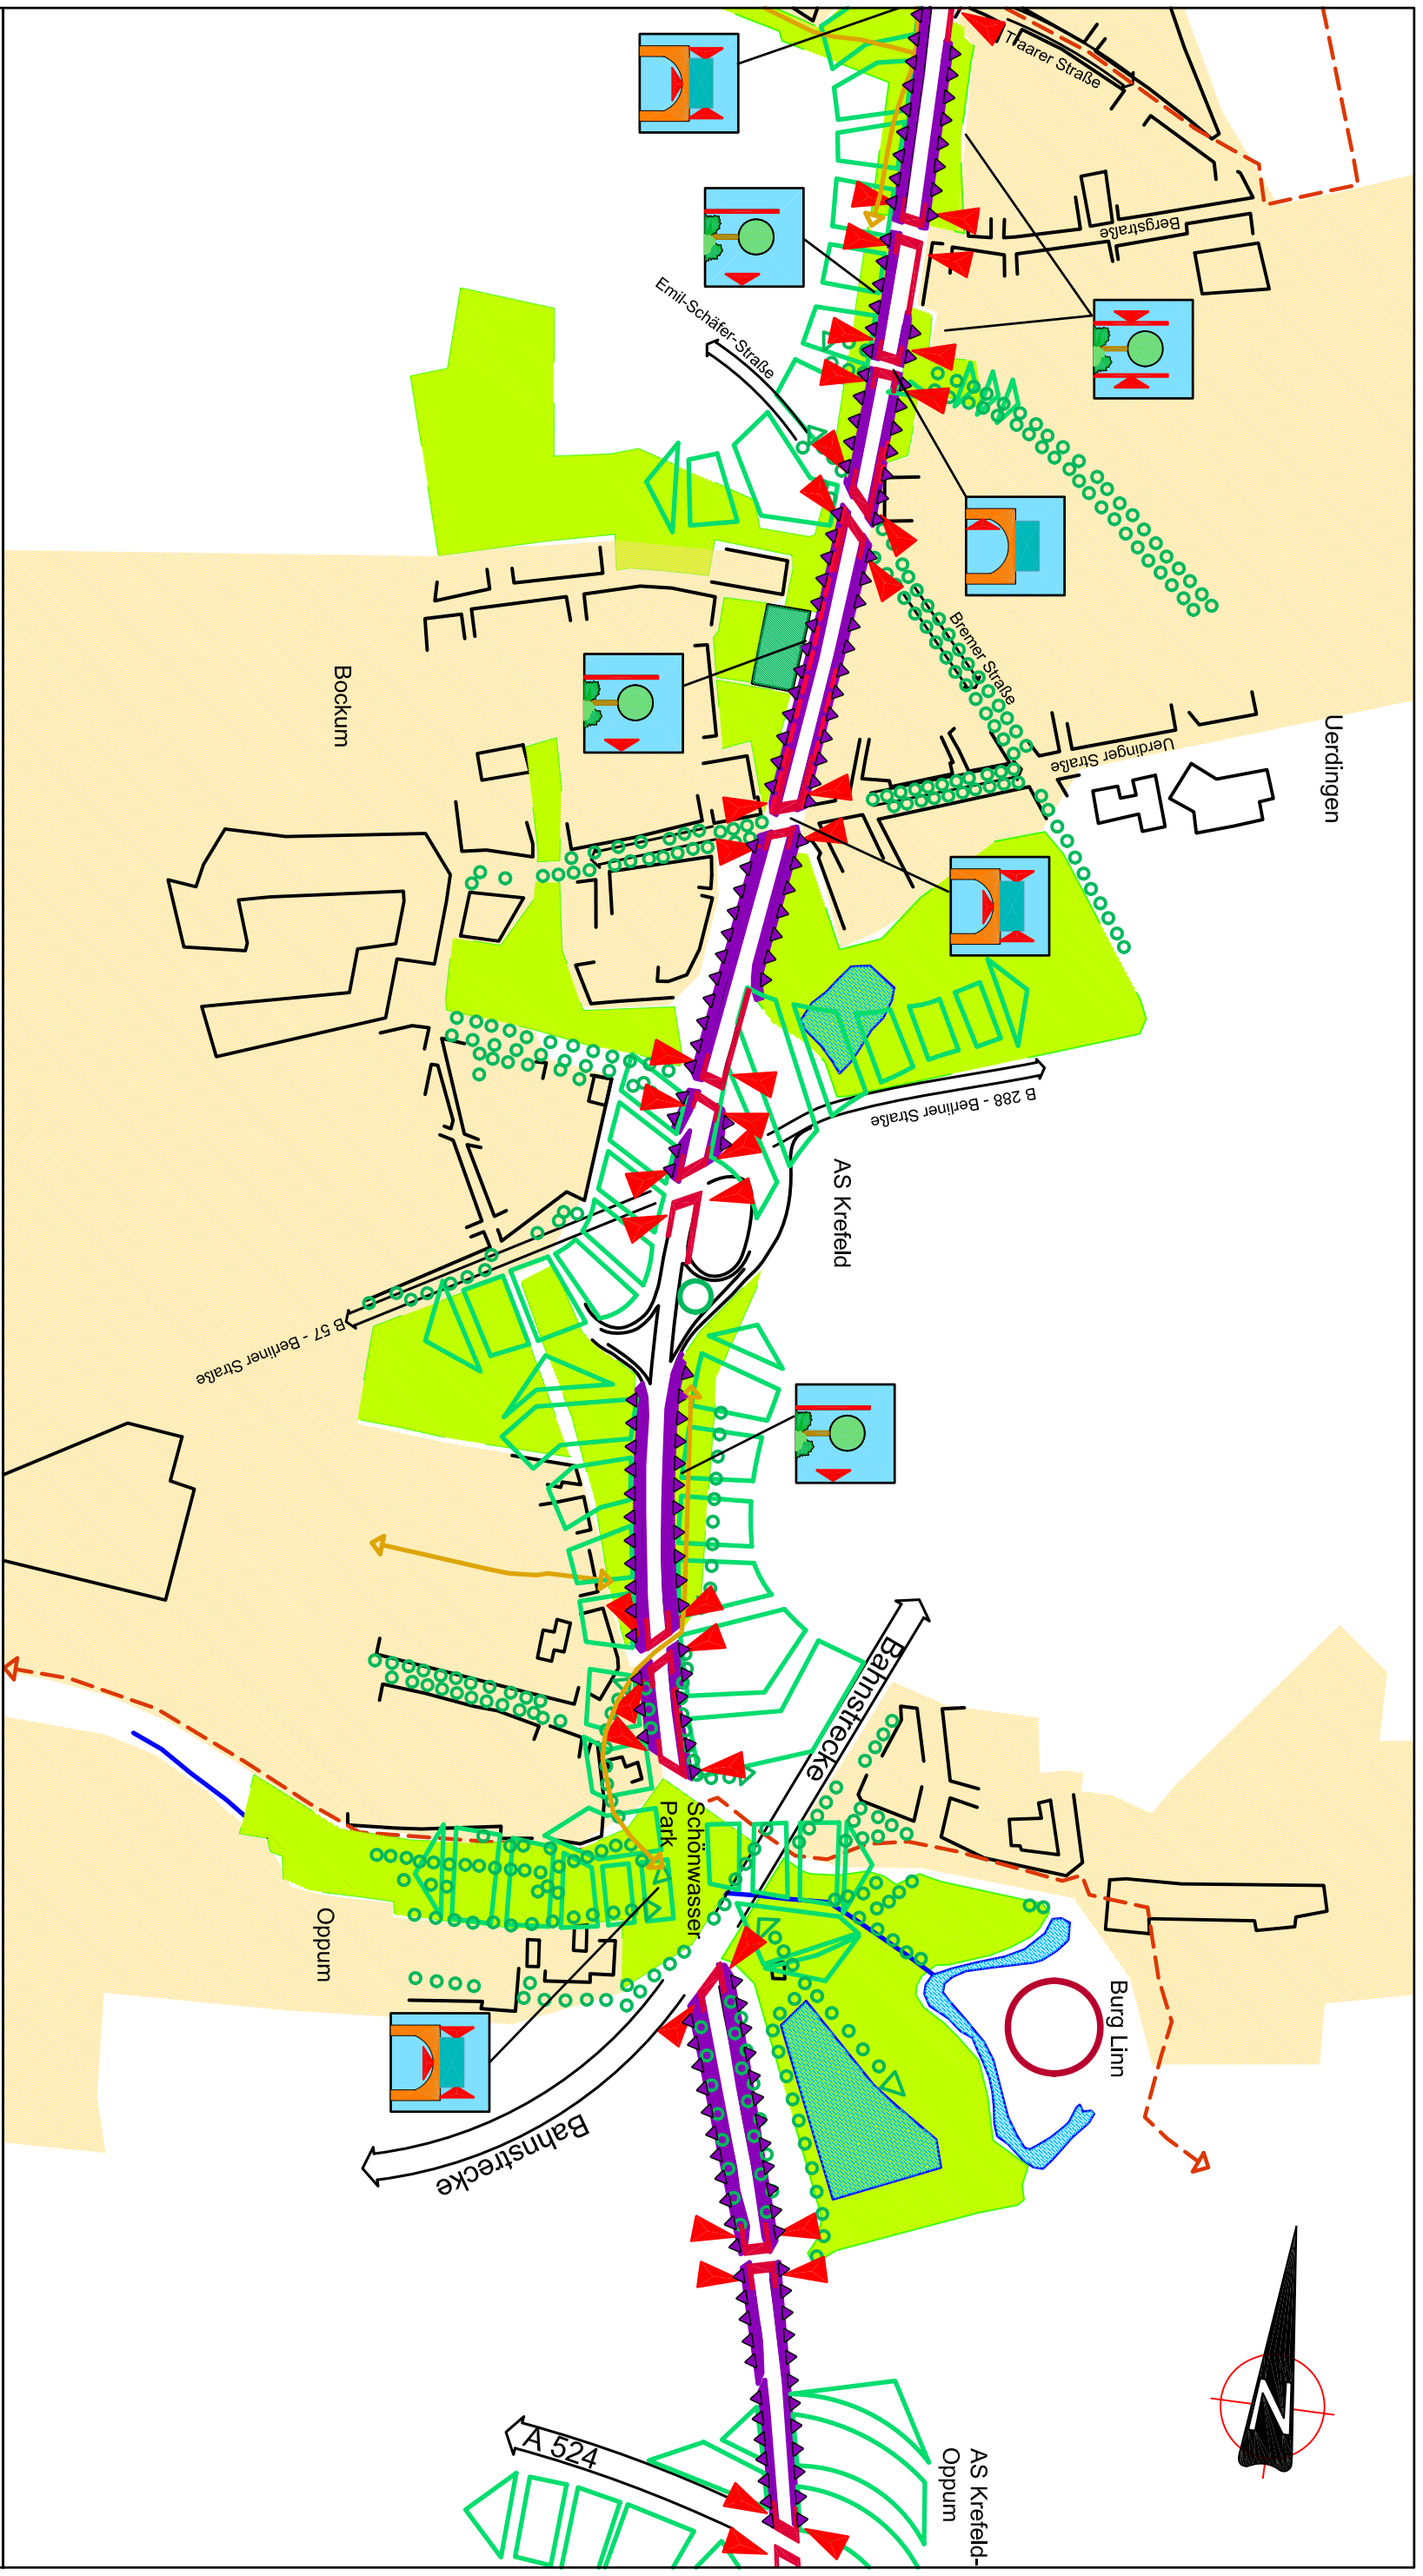 Traarer Straße
Bergstraße
Emil-Schäfer-Straße
Bremer Straße
Bockum
Uerdinger Straße
Uerdingen
B 288 - Berliner Straße
AS Krefeld
B 57 - Berliner Straße
Bahnstrecke
Schönwasser
Park
Oppum
Burg Linn
Bahnstrecke
N
A 524
AS Krefeld-
Oppum